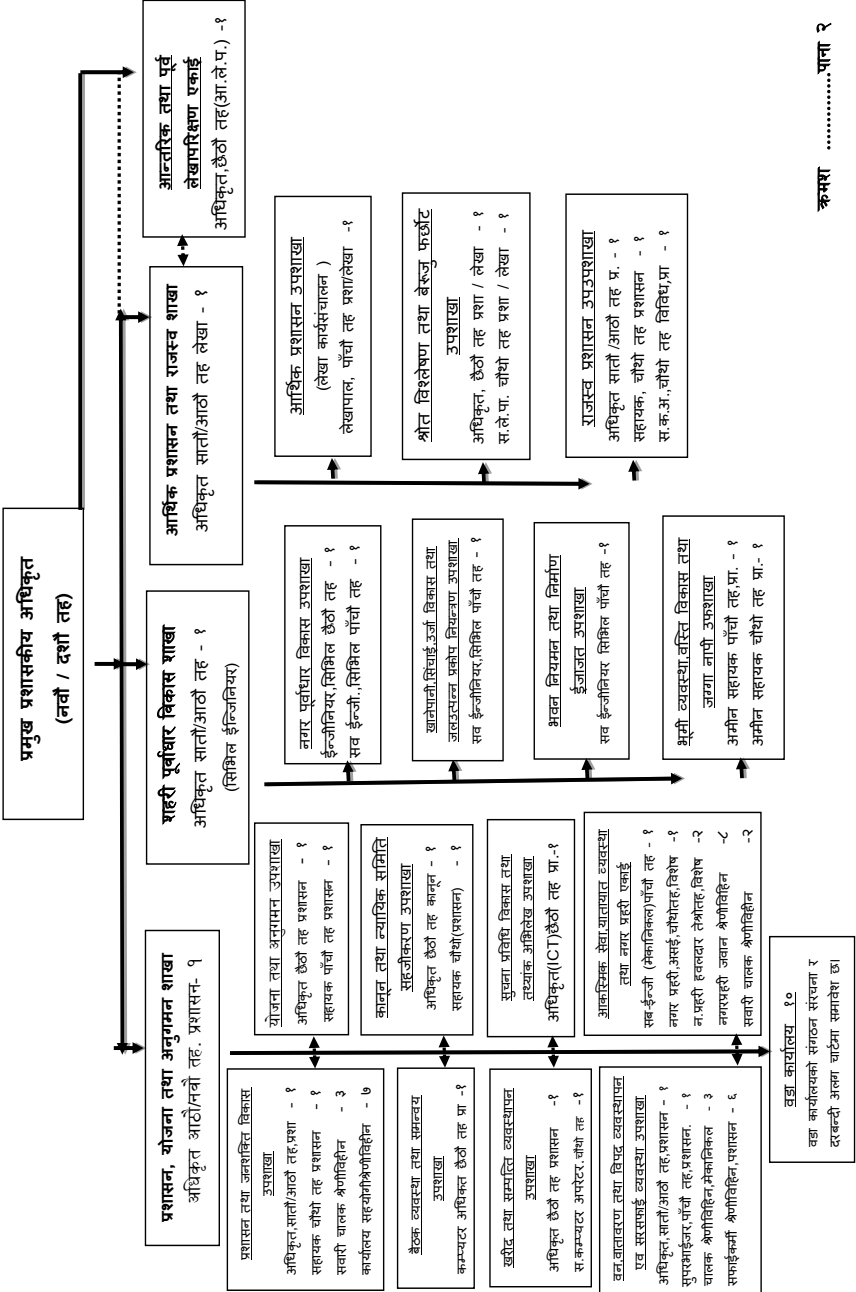 प्रमुख प्रशासकीय अधिकृत
(नवौ / दशौ तह)
प्रशासन, योजना तथा अनुगमन शाखा
अधिकृत आठौ/नवौ तह. प्रशासन- १
शहरी पूर्वाधार विकास शाखा
अधिकृत सातौ/आठौ तह - १
(सिभिल ईन्जिनियर)
आर्थिक प्रशासन तथा राजस्व शाखा
अधिकृत सातौं/आठौ तह लेखा - १
आन्तरिक तथा पूर्व
लेखापरिक्षण एकाई
अधिकृत,छैठौ तह(आ.ले.प.) -१
प्रशासन तथा जनशक्ति विकास
उपशाखा
अधिकृत,सातौं/आठौ तह,प्रशा - १
सहायक चौथो तह प्रशासन - १
सवारी चालक श्रेणीविहीन - ३
कार्यालय सहयोगीश्रेणीविहीन - ७
योजना तथा अनुगमन उपशाखा
अधिकृत छैठौ तह प्रशासन - १
सहायक पाँचौ तह प्रशासन - १
बैठक व्यवस्था तथा समन्वय
उपशाखा
कम्प्यटर अधिकृत छैठौ तह प्रा -१
कानून तथा न्यायिक समिति
सहजीकरण उपशाखा
अधिकृत छैठौ तह कानून - १
सहायक चौथो(प्रशासन) - १
खरीद तथा सम्पत्ति व्यवस्थापन
उपशाखा
अधिकृत छैठौ तह प्रशासन -१
स.कम्प्यटर अपरेटर.चौथो तह -१
सुचना प्रविधि विकास तथा
तथ्यांक अभिलेख उपशाखा
अधिकृत(ICT)छैठौ तह प्रा.-१
वन,वातावरण तथा विपद व्यवस्थापन
एव सरसफाई व्यवस्था उपशाखा
अधिकृत,सातौं/आठौ तह,प्रशासन - १
सुपरभाईजर,पाँचौ तह,प्रशासन. - १
चालक श्रेणीविहिन,मेकानिकल - ३
सफाईकर्मी श्रेणीविहिन,पशासन - ६
आकस्मिक सेवा,यातायात व्यवस्था
तथा नगर प्रहरी एकाई
सब-ईन्जी (मेकानिकल)पाँचौ तह - १
नगर प्रहरी,असई,चौथोतह,विशेष -१
न.प्रहरी हवलदार तेश्रोतह,विशेष -२
नगरप्रहरी जवान श्रेणीविहिन -८
सवारी चालक श्रेणीविहीन -२
वडा कार्यालय १०
वडा कार्यालयको संगठन संरचना र
दरबन्दी अलग चार्टमा समावेश छ।
नगर पूर्वाधार विकास उपशाखा
ईन्जीनियर,सिभिल छैठौ तह - १
सव ईन्जी.,सिभिल पाँचौ तह - १
खानेपानी,सिंचाई,उर्जा विकास तथा
जलउत्पन्न प्रकोप नियन्त्रण उपशाखा
सव ईन्जीनियर,सिभिल पाँचौ तह - १
भवन नियमन तथा निर्माण
ईजाजत उपशाखा
सव ईन्जीनियर सिभिल पाँचौ तह -१
भूमी व्यवस्था,वस्ति विकास तथा
जग्गा नापी उफशाखा
अमीन सहायक पाँचौ तह,प्रा. - १
अमीन सहायक चौथो तह प्रा.- १
आर्थिक प्रशासन उपशाखा
(लेखा कार्यसंचालन )
लेखापाल, पाँचौ तह प्रशा/लेखा -१
श्रोत विश्लेषण तथा बेरूजु फर्छोट
उपशाखा
अधिकृत, छैठौ तह प्रशा / लेखा - १
स.ले.पा. चौथो तह प्रशा / लेखा - १
राजस्व प्रशासन उपउपशाखा
अधिकृत सातौ /आठौ तह प्र. - १
सहायक, चौथो तह प्रशासन - १
स.क.अ.,चौथो तह विविध,प्रा - १
क्रमश ...............पाना २